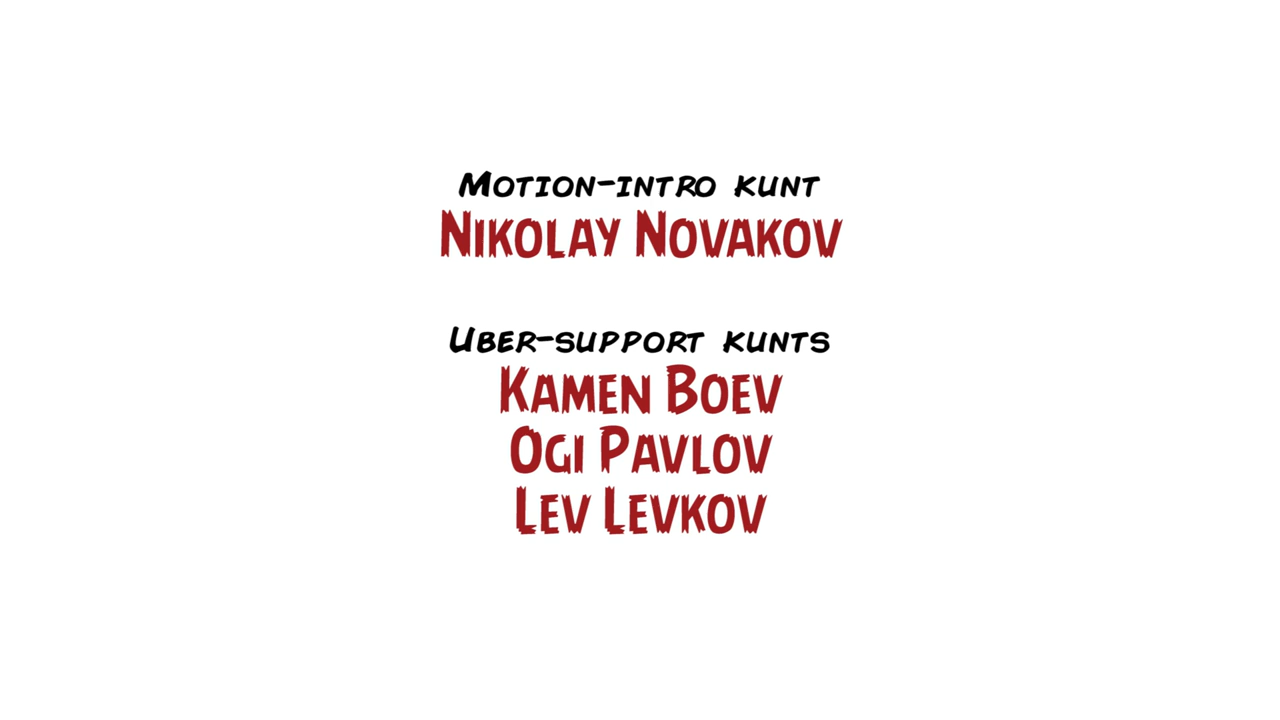 Motion-intro kunt
Nikolay Novakov
Uber-support kunts
Kamen Boev
Ogi Pavlov
Lev Levkov